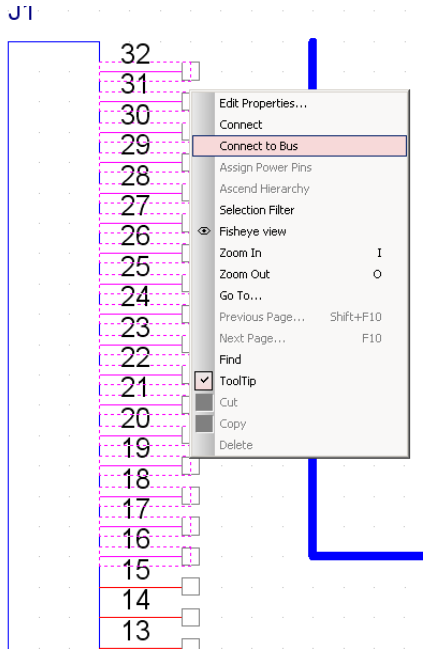 J1
32
31
30
29
28
27
26
25
24
23
22
21
20
19
18
17
16
15
14
13
Edit Properties...
Connect
Connect to Bus
Assign Power Pins
Ascend Hierarchy
Selection Filter
Fisheye view
Zoom In I
Zoom Out O
Go To...
Previous Page... Shift+F10
Next Page... F10
Find
ToolTip
Cut
Copy
Delete